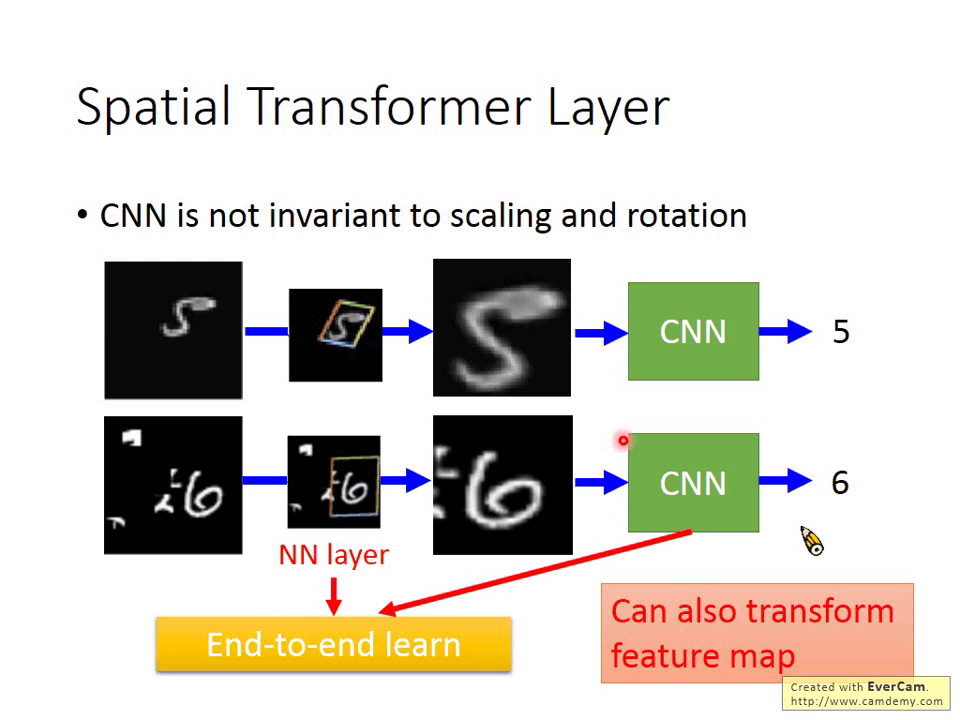 Spatial Transformer Layer
• CNN is not invariant to scaling and rotation
CNN
5
CNN
6
NN layer
End-to-end learn
Can also transform
feature map
Created with EverCam.
http://www.camdemy.com